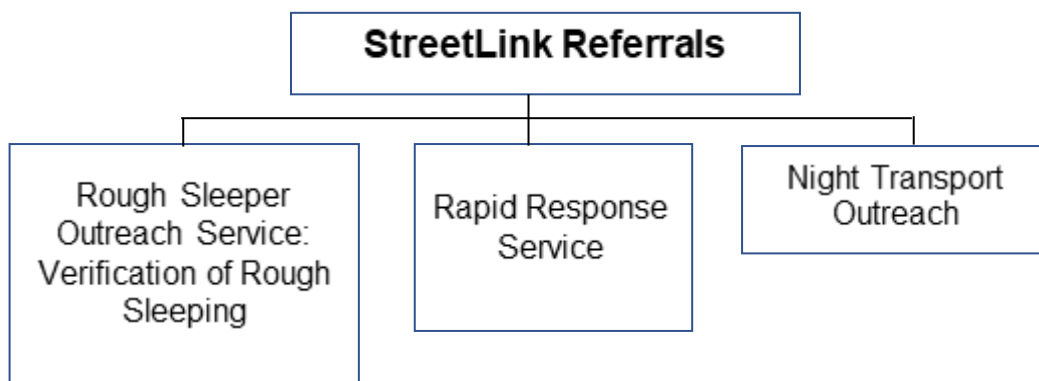 StreetLink Referrals
Rough Sleeper
Outreach Service:
Verification of Rough
Sleeping
Rapid Response
Service
Night Transport
Outreach